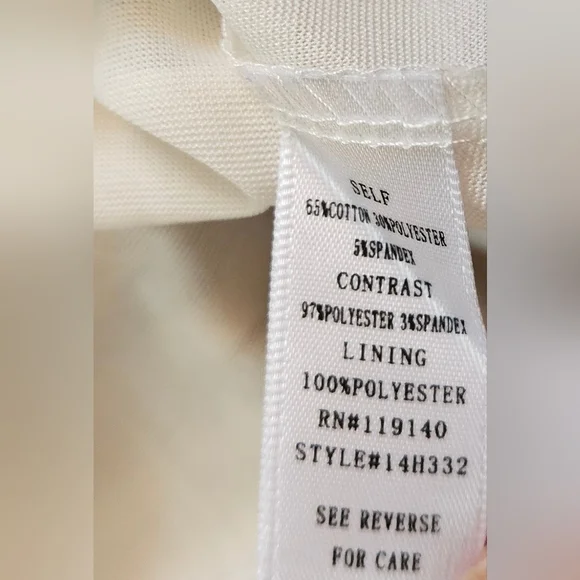 SELF
65%COTTON 30%POLYESTER
5%SPANDEX
CONTRAST
97%POLYESTER 3%SPANDEX
LINING
100%POLYESTER
RN#119140
STYLE#14H332
SEE REVERSE
FOR CARE